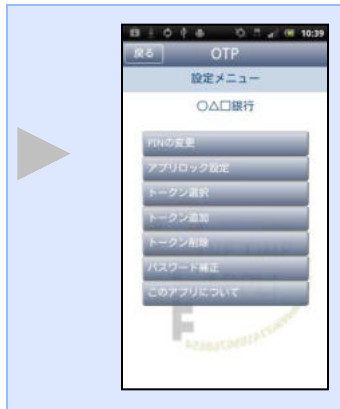 10:39
戻る OTP
設定メニュー
○△□銀行
PINの変更
アプリロック設定
トークン選択
トークン追加
トークン削除
パスワード補正
このアプリについて